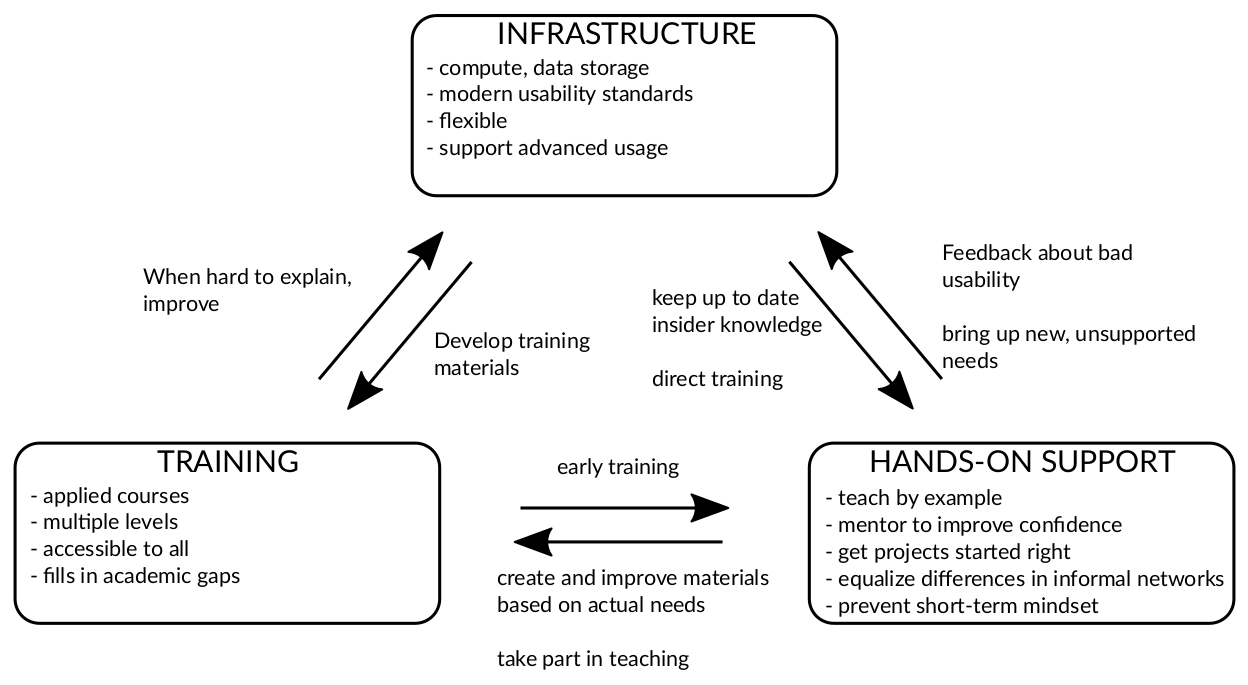 INFRASTRUCTURE
- compute, data storage
- modern usability standards
- flexible
- support advanced usage
When hard to explain,
improve
Develop training
materials
keep up to date
insider knowledge
direct training
Feedback about bad
usability
bring up new, unsupported
needs
TRAINING
- applied courses
- multiple levels
- accessible to all
- fills in academic gaps
early training
create and improve materials
based on actual needs
take part in teaching
HANDS-ON SUPPORT
- teach by example
- mentor to improve confidence
- get projects started right
- equalize differences in informal networks
- prevent short-term mindset